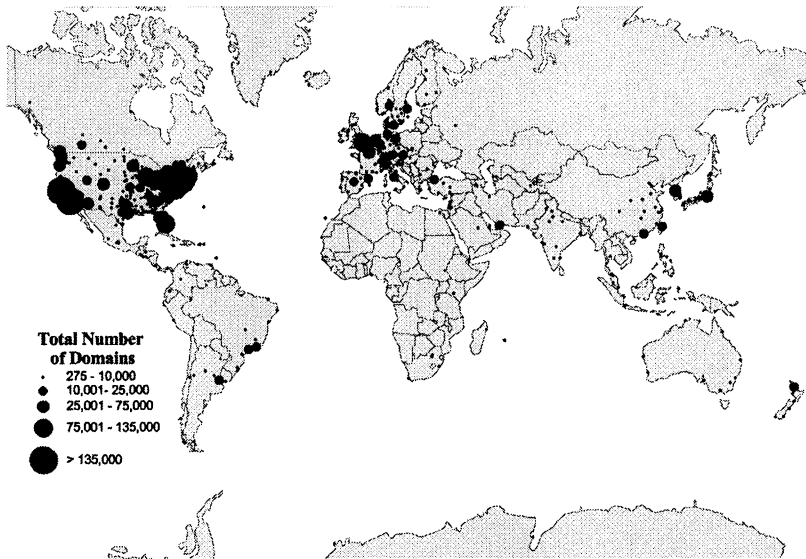 Total Number
of Domains
275 - 10,000
10,001- 25,000
25,001 - 75,000
75,001 - 135,000
> 135,000